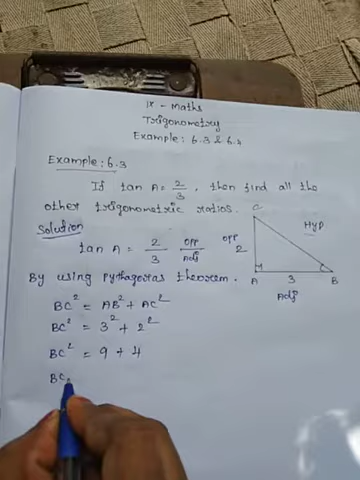 IX - Maths
Trigonometry
Example: 6.3 & 6.4
Example: 6.3
If tan A = 2/3, then find all the
other trigonometric ratios.
C
Hyp
Solution
tan A = 2/3 opp/Adj
opp
2
By using pythagoras theorem.
A 3 B
Adj
BC² = AB² + AC²
BC² = 3² + 2²
BC² = 9 + 4
BC